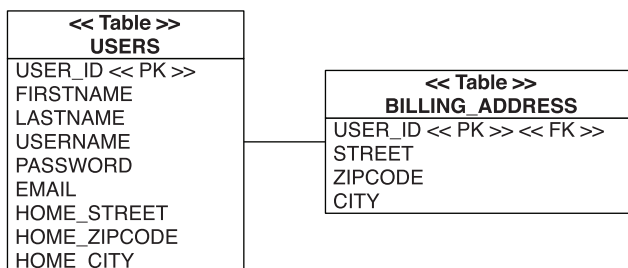 << Table >>
USERS
USER_ID << PK >>
FIRSTNAME
LASTNAME
USERNAME
PASSWORD
EMAIL
HOME_STREET
HOME_ZIPCODE
HOME_CITY
<< Table >>
BILLING_ADDRESS
USER_ID << PK >> << FK >>
STREET
ZIPCODE
CITY